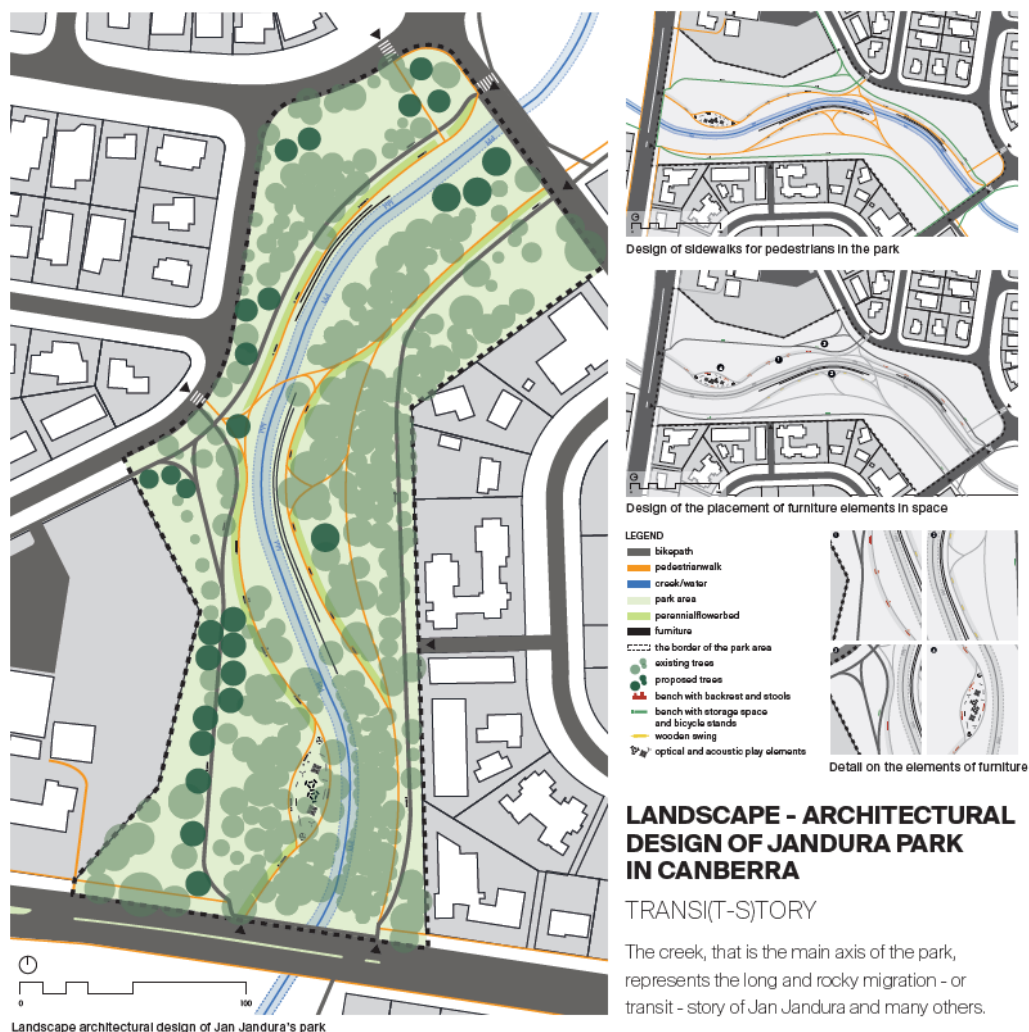 Design of sidewalks for pedestrians in the park
Design of the placement of furniture elements in space
LEGEND
bikepath
pedestrianwalk
creek/water
park area
perennialflowerbed
furniture
the border of the park area
existing trees
proposed trees
bench with backrest and stools
bench with storage space
and bicycle stands
wooden swing
optical and acoustic play elements
Detail on the elements of furniture
LANDSCAPE - ARCHITECTURAL
DESIGN OF JANDURA PARK
IN CANBERRA
TRANSI(T-S)TORY
The creek, that is the main axis of the park,
represents the long and rocky migration - or
transit - story of Jan Jandura and many others.
0 100
Landscape architectural design of Jan Jandura's park